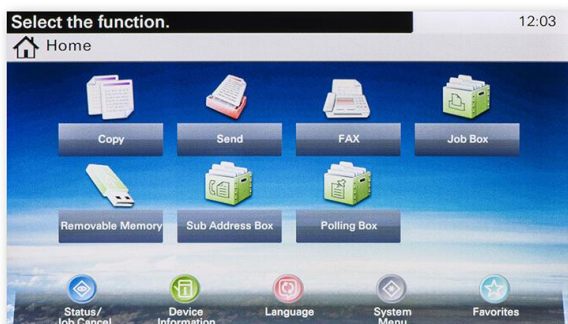 Select the function.
12:03
Home
Copy
Send
FAX
Job Box
Removable Memory
Sub Address Box
Polling Box
Status/
Job Cancel
Device
Information
Language
System
Menu
Favorites